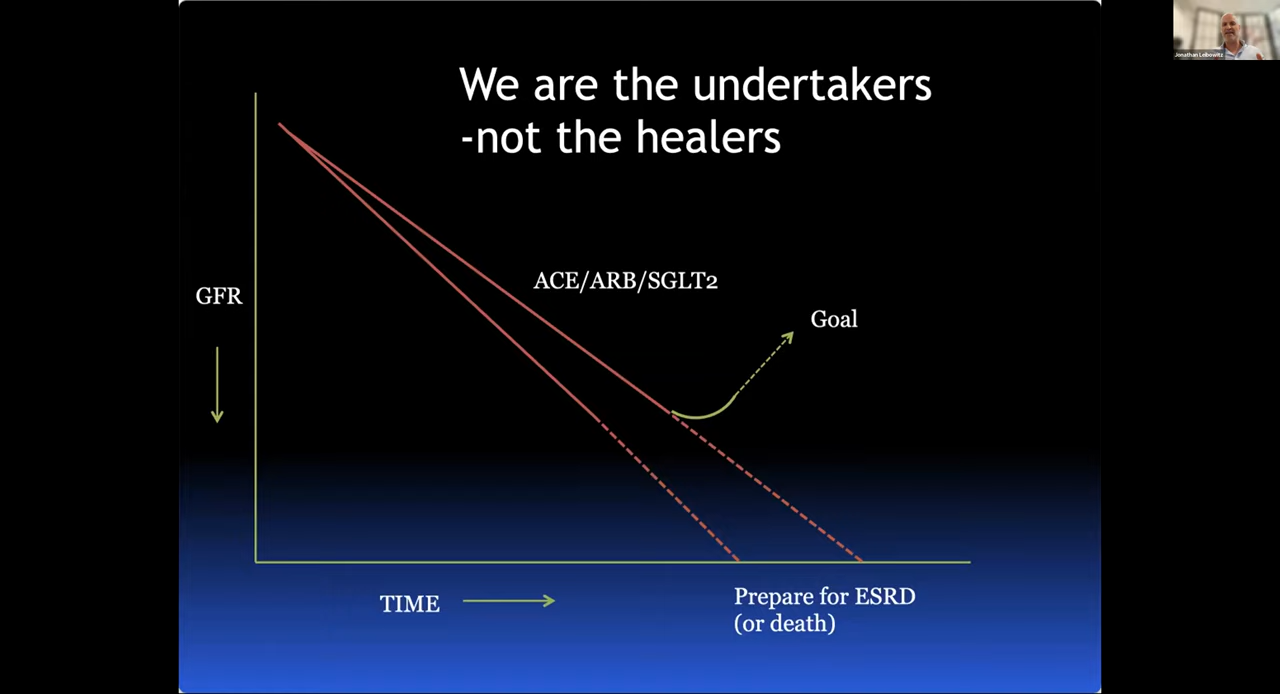 We are the undertakers
-not the healers
Jonathan Leibowitz
ACE/ARB/SGLT2
GFR
Goal
TIME
Prepare for ESRD
(or death)